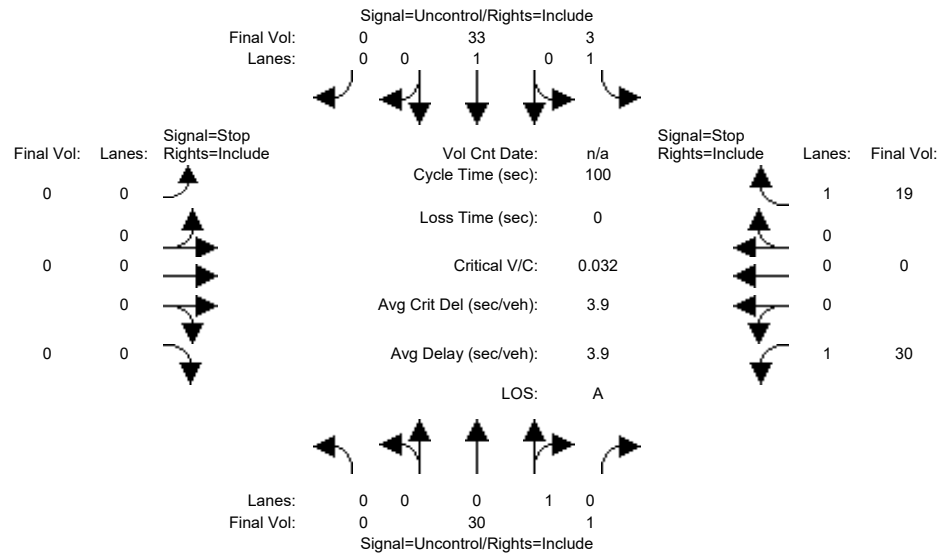 Signal=Uncontrol/Rights=Include
Final Vol: 0 33 3
Lanes: 0 0 1 0 1
Signal=Stop Signal=Stop
Final Vol: Lanes: Rights=Include Vol Cnt Date: n/a Rights=Include Lanes: Final Vol:
Cycle Time (sec): 100
0 0 1 19
Loss Time (sec): 0
0 0
0 0 Critical V/C: 0.032 0 0
0 Avg Crit Del (sec/veh): 3.9 0
0 0 Avg Delay (sec/veh): 3.9 1 30
LOS: A
Lanes: 0 0 0 1 0
Final Vol: 0 30 1
Signal=Uncontrol/Rights=Include